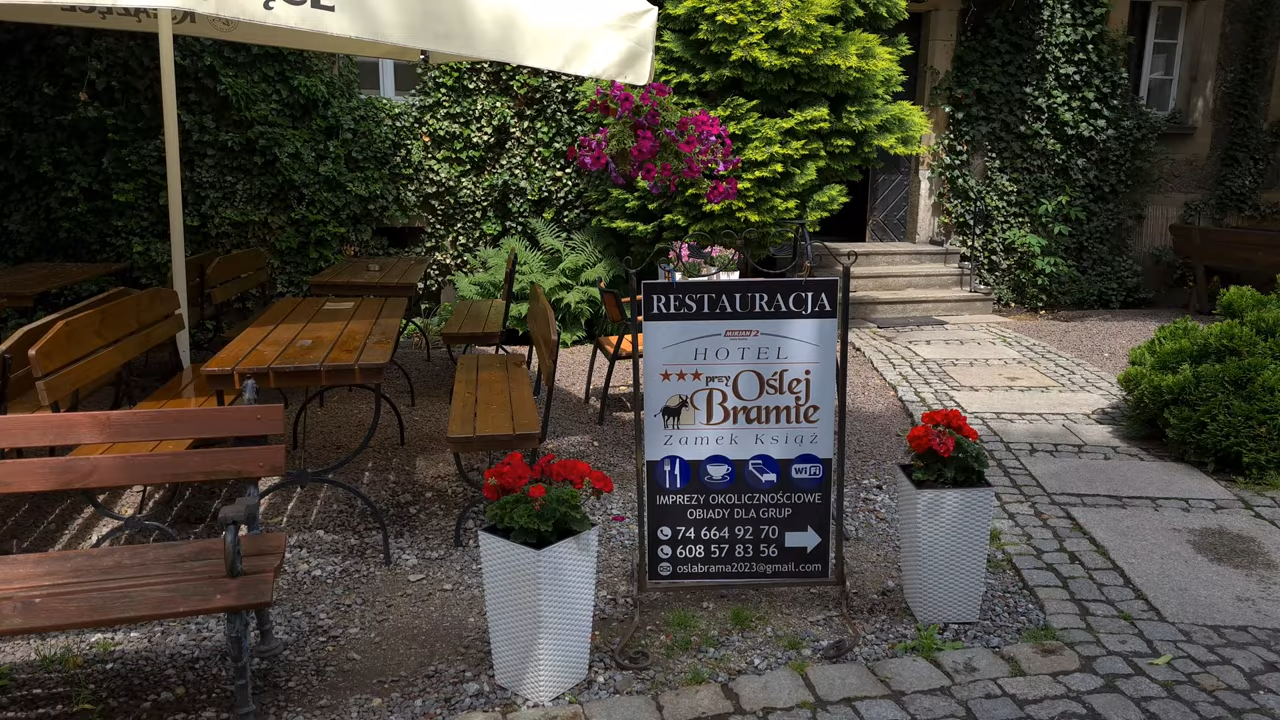 KSIĄŻĘCE
RESTAURACJA
HOTEL
przy Oślej
Bramie
Zamek Książ
WiFi
IMPREZY OKOLICZNOŚCIOWE
OBIADY DLA GRUP
74 664 92 70
608 57 83 56
oslabrama2023@gmail.com